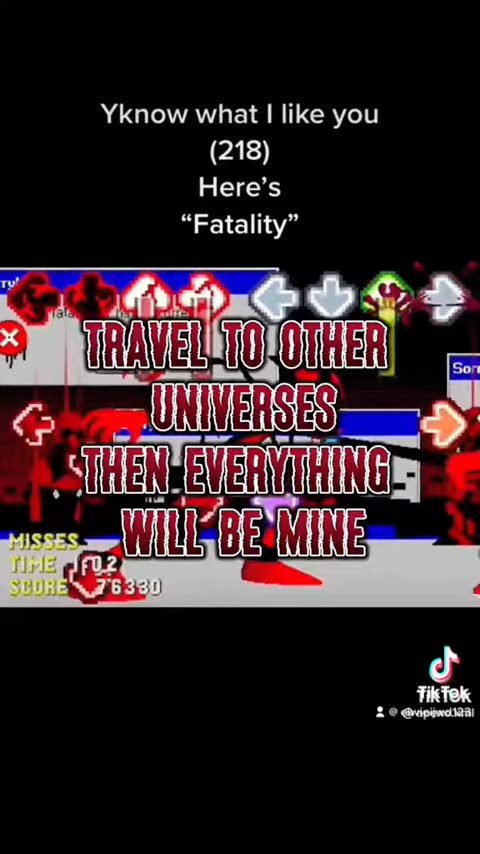 Yknow what I like you
(218)
Here's
“Fatality”
TRAVEL TO OTHER
UNIVERSES
THEN EVERYTHING
WILL BE MINE
Sor
MISSES
TIME
SCORE 76330
TikTok